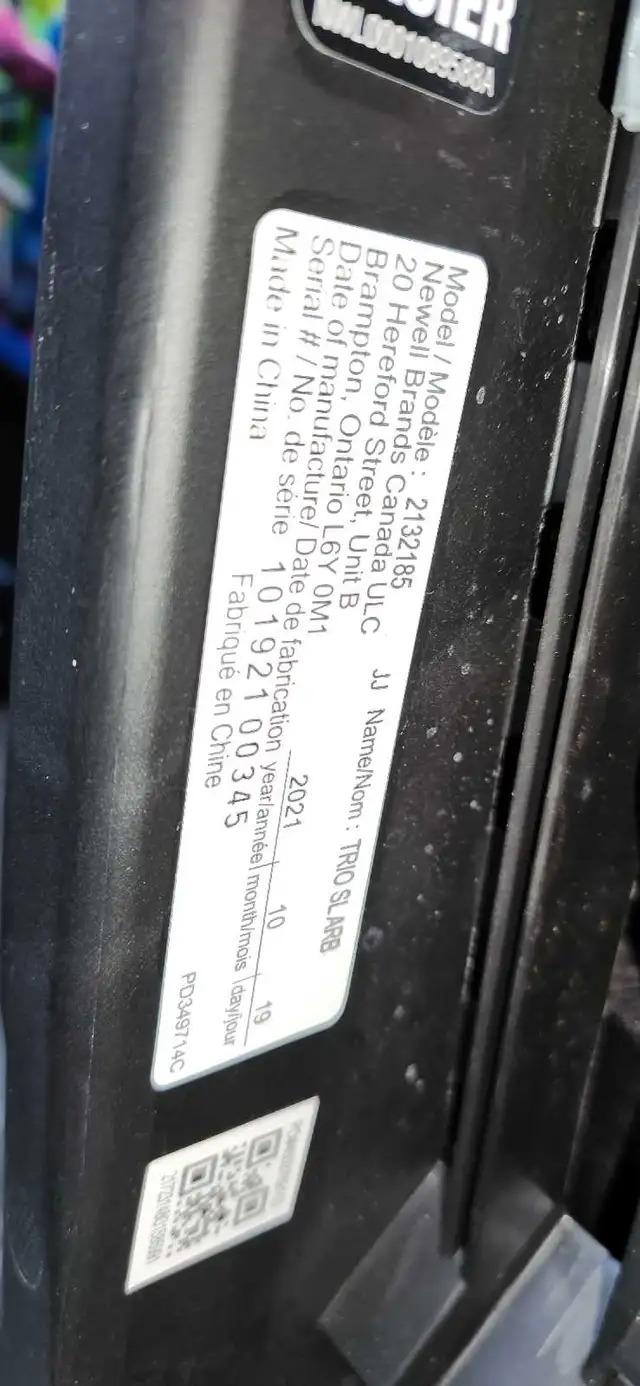 Model / Modèle : 2132185 JJ Name/Nom : TRIO SLARB
Newell Brands Canada ULC
20 Hereford Street, Unit B
Brampton, Ontario L6Y 0M1
Date of manufacture/ Date de fabrication 2021 10 19
year/année month/mois day/jour
Serial # / No. de série 10192100345
Made in China Fabriqué en Chine
PD349714C